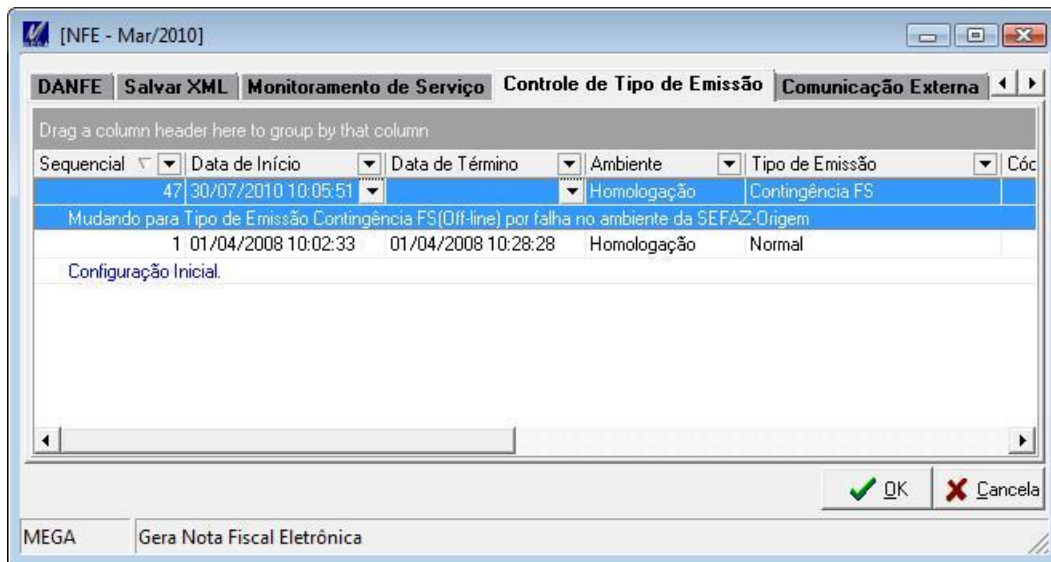 MEGA [NFE - Mar/2010]
DANFE Salvar XML Monitoramento de Serviço Controle de Tipo de Emissão Comunicação Externa
Drag a column header here to group by that column
Sequencial Data de Início Data de Término Ambiente Tipo de Emissão Cóc
47 30/07/2010 10:05:51 Homologação Contingência FS
Mudando para Tipo de Emissão Contingência FS(Off-line) por falha no ambiente da SEFAZ-Origem
1 01/04/2008 10:02:33 01/04/2008 10:28:28 Homologação Normal
Configuração Inicial.
OK Cancela
MEGA Gera Nota Fiscal Eletrônica